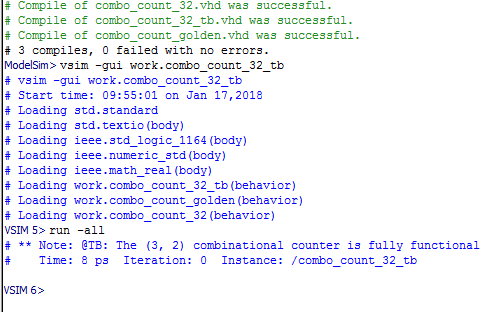 # Compile of combo_count_32.vhd was successful.
# Compile of combo_count_32_tb.vhd was successful.
# Compile of combo_count_golden.vhd was successful.
# 3 compiles, 0 failed with no errors.
ModelSim> vsim -gui work.combo_count_32_tb
# vsim -gui work.combo_count_32_tb
# Start time: 09:55:01 on Jan 17,2018
# Loading std.standard
# Loading std.textio(body)
# Loading ieee.std_logic_1164(body)
# Loading ieee.numeric_std(body)
# Loading ieee.math_real(body)
# Loading work.combo_count_32_tb(behavior)
# Loading work.combo_count_golden(behavior)
# Loading work.combo_count_32(behavior)
VSIM 5> run -all
# ** Note: @TB: The (3, 2) combinational counter is fully functional
#    Time: 8 ps  Iteration: 0  Instance: /combo_count_32_tb
VSIM 6>